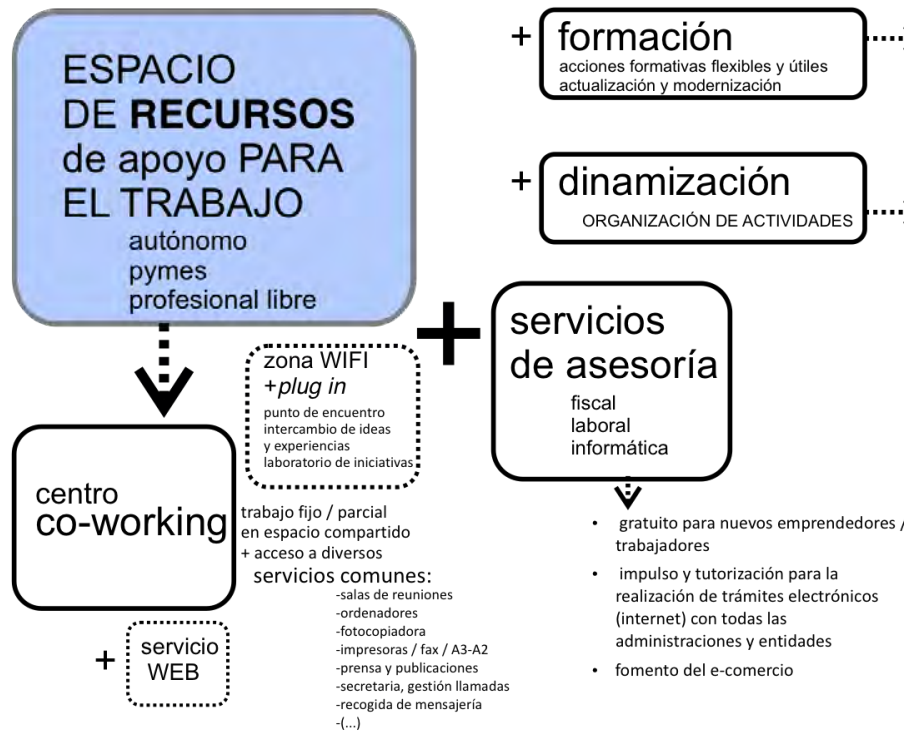 ESPACIO
DE RECURSOS
de apoyo PARA
EL TRABAJO
autónomo
pymes
profesional libre
+
formación
acciones formativas flexibles y útiles
actualización y modernización
+
dinamización
ORGANIZACIÓN DE ACTIVIDADES
+
servicios
de asesoría
fiscal
laboral
informática
zona WIFI
+plug in
punto de encuentro
intercambio de ideas
y experiencias
laboratorio de iniciativas
centro
co-working
trabajo fijo / parcial
en espacio compartido
+ acceso a diversos
servicios comunes:
-salas de reuniones
-ordenadores
-fotocopiadora
-impresoras / fax / A3-A2
-prensa y publicaciones
-secretaria, gestión llamadas
-recogida de mensajería
-(...)
+
servicio
WEB
• gratuito para nuevos emprendedores /
trabajadores
• impulso y tutorización para la
realización de trámites electrónicos
(internet) con todas las
administraciones y entidades
• fomento del e-comercio